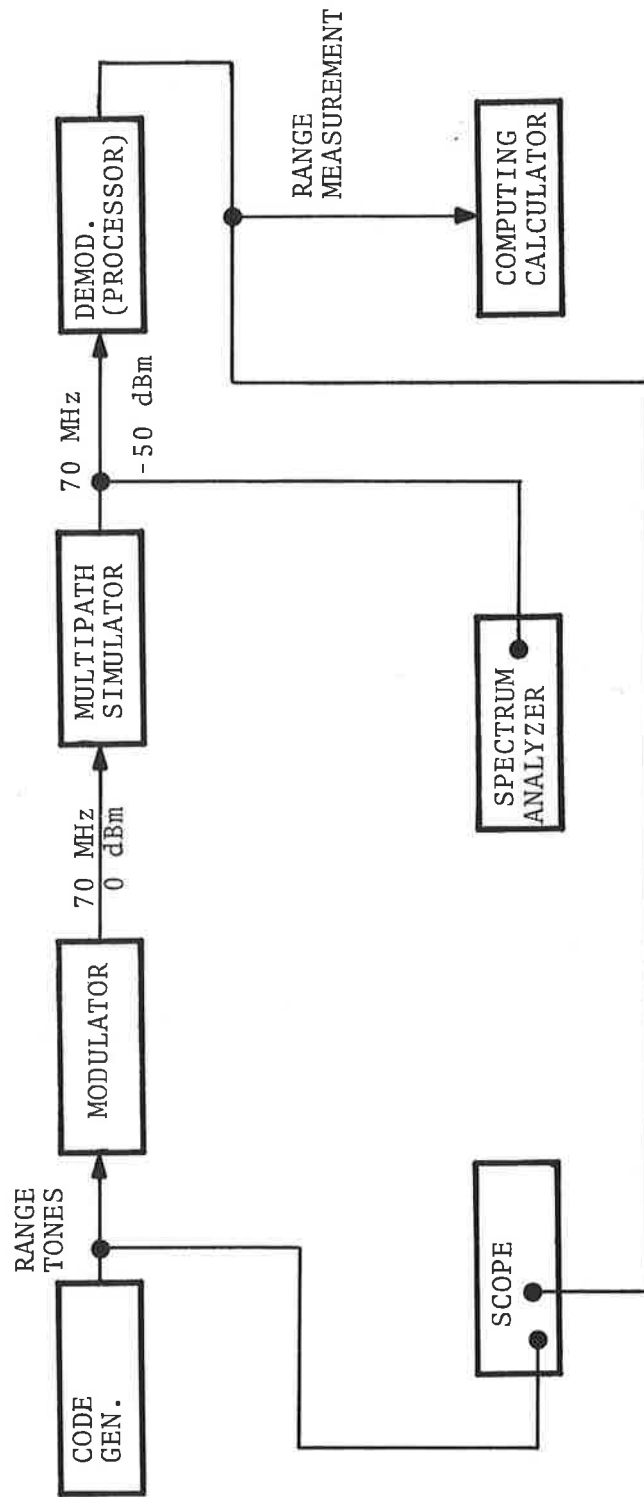 CODE
GEN.
RANGE
TONES
MODULATOR
70 MHz
0 dBm
MULTIPATH
SIMULATOR
70 MHz
-50 dBm
DEMOD.
(PROCESSOR)
SCOPE
SPECTRUM
ANALYZER
RANGE
MEASUREMENT
COMPUTING
CALCULATOR